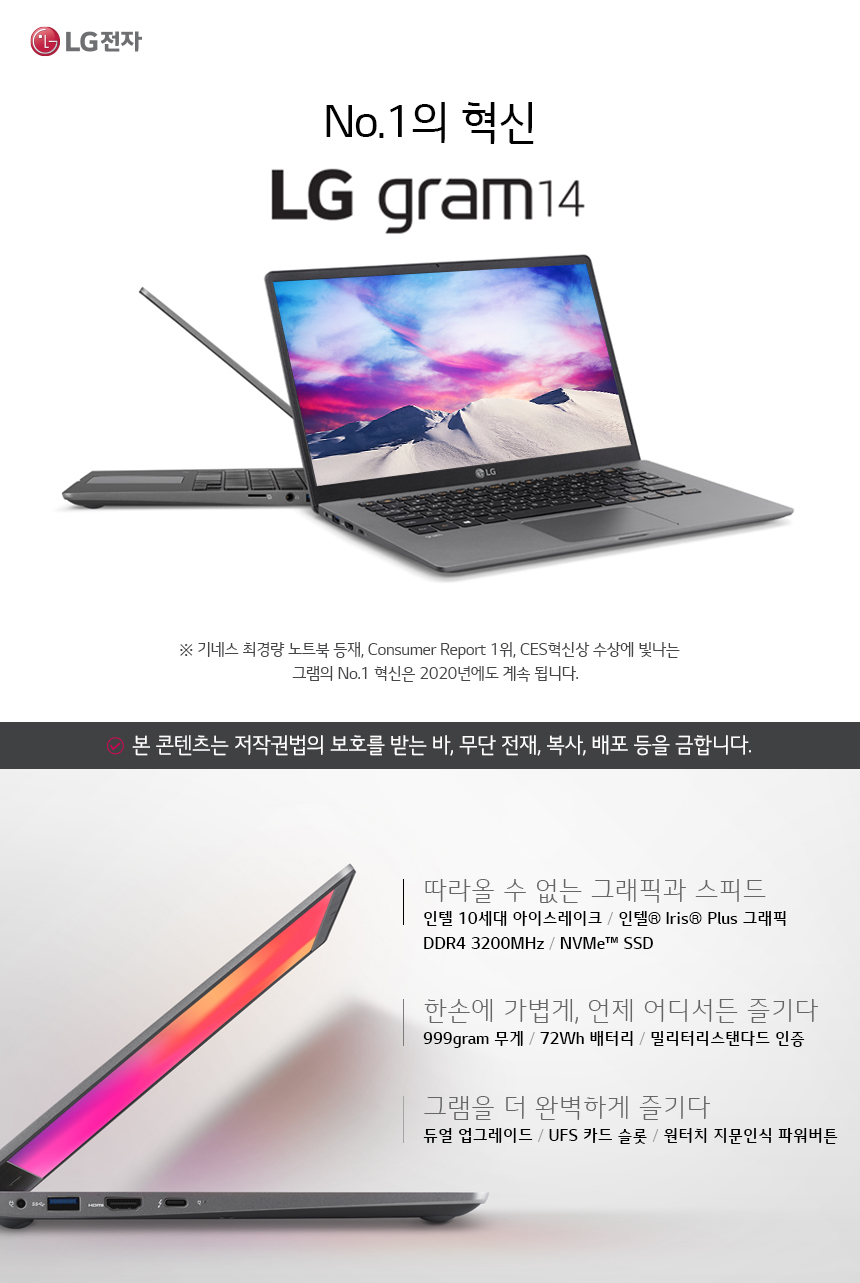 LG전자
No.1의 혁신
LG gram14
LG
※ 기네스 최경량 노트북 등재, Consumer Report 1위, CES혁신상 수상에 빛나는
그램의 No.1 혁신은 2020년에도 계속 됩니다.
본 콘텐츠는 저작권법의 보호를 받는 바, 무단 전재, 복사, 배포 등을 금합니다.
따라올 수 없는 그래픽과 스피드
인텔 10세대 아이스레이크 / 인텔® Iris® Plus 그래픽
DDR4 3200MHz / NVMe™ SSD
한손에 가볍게, 언제 어디서든 즐기다
999gram 무게 / 72Wh 배터리 / 밀리터리스탠다드 인증
그램을 더 완벽하게 즐기다
듀얼 업그레이드 / UFS 카드 슬롯 / 원터치 지문인식 파워버튼
HDMI